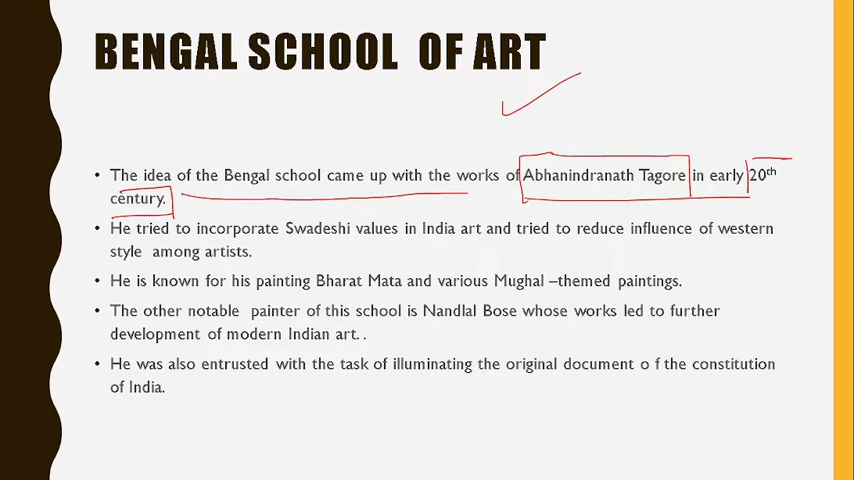 BENGAL SCHOOL OF ART
• The idea of the Bengal school came up with the works of Abhanindranath Tagore in early 20th
century.
• He tried to incorporate Swadeshi values in India art and tried to reduce influence of western
style among artists.
• He is known for his painting Bharat Mata and various Mughal –themed paintings.
• The other notable painter of this school is Nandlal Bose whose works led to further
development of modern Indian art. .
• He was also entrusted with the task of illuminating the original document o f the constitution
of India.